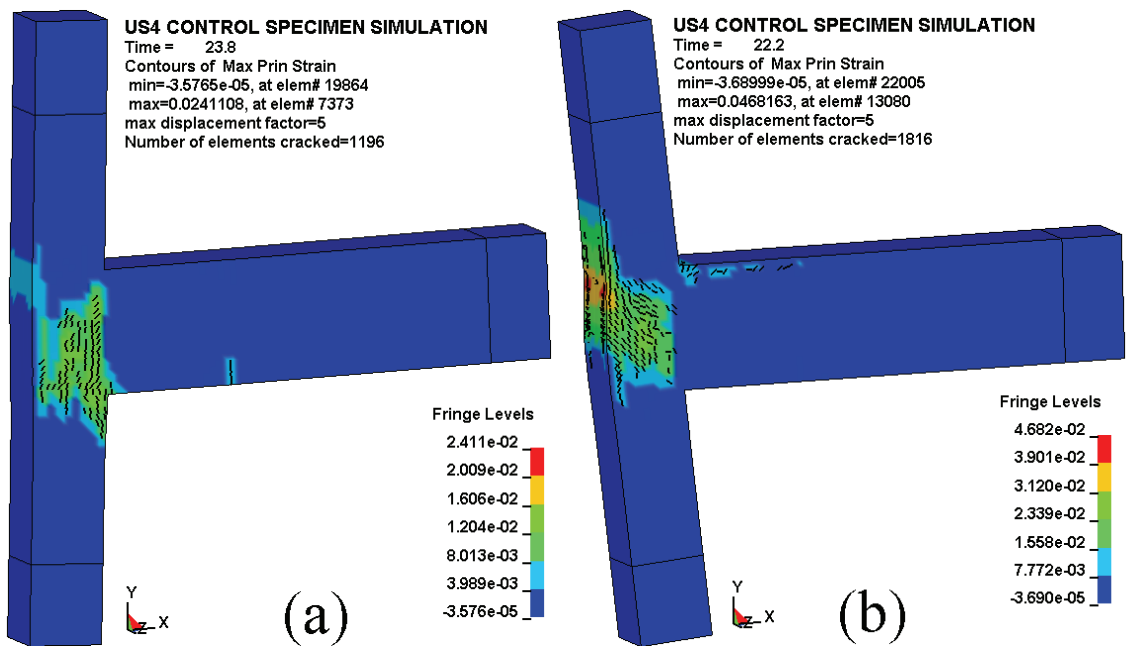 US4 CONTROL SPECIMEN SIMULATION
Time = 23.8
Contours of Max Prin Strain
min=-3.5765e-05, at elem# 19864
max=0.0241108, at elem# 7373
max displacement factor=5
Number of elements cracked=1196
Fringe Levels
2.411e-02
2.009e-02
1.606e-02
1.204e-02
8.013e-03
3.989e-03
-3.576e-05
Y
Z
X
(a)
US4 CONTROL SPECIMEN SIMULATION
Time = 22.2
Contours of Max Prin Strain
min=-3.68999e-05, at elem# 22005
max=0.0468163, at elem# 13080
max displacement factor=5
Number of elements cracked=1816
Fringe Levels
4.682e-02
3.901e-02
3.120e-02
2.339e-02
1.558e-02
7.772e-03
-3.690e-05
Y
Z
X
(b)